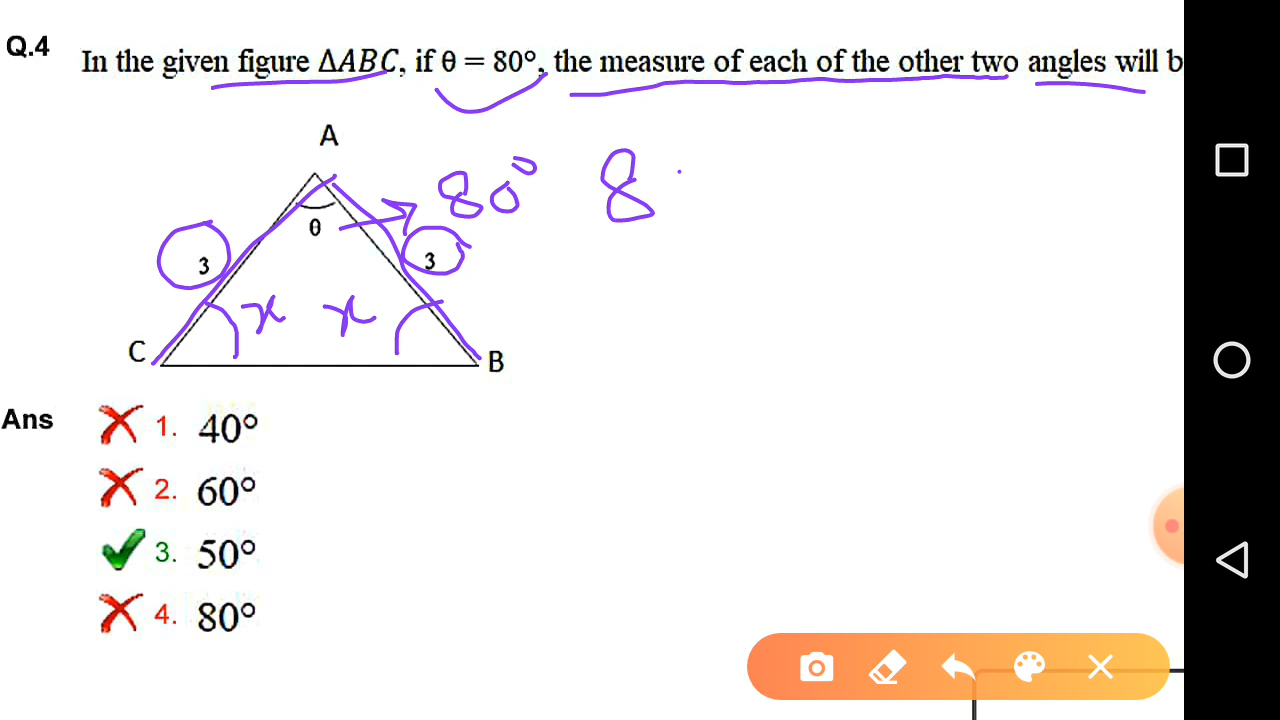 Q.4 In the given figure ΔABC, if θ = 80°, the measure of each of the other two angles will b
A
80° 8
θ
3 3
x x
C B
Ans 1. 40°
2. 60°
3. 50°
4. 80°